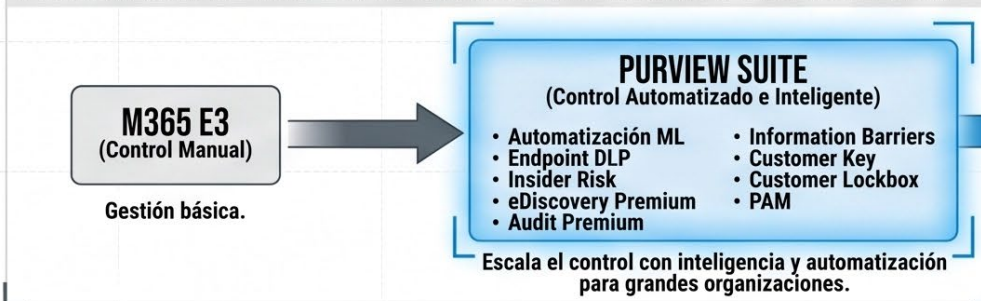 M365 E3
(Control Manual)
Gestión básica.
PURVIEW SUITE
(Control Automatizado e Inteligente)
• Automatización ML
• Endpoint DLP
• Insider Risk
• eDiscovery Premium
• Audit Premium
• Information Barriers
• Customer Key
• Customer Lockbox
• PAM
Escala el control con inteligencia y automatización
para grandes organizaciones.